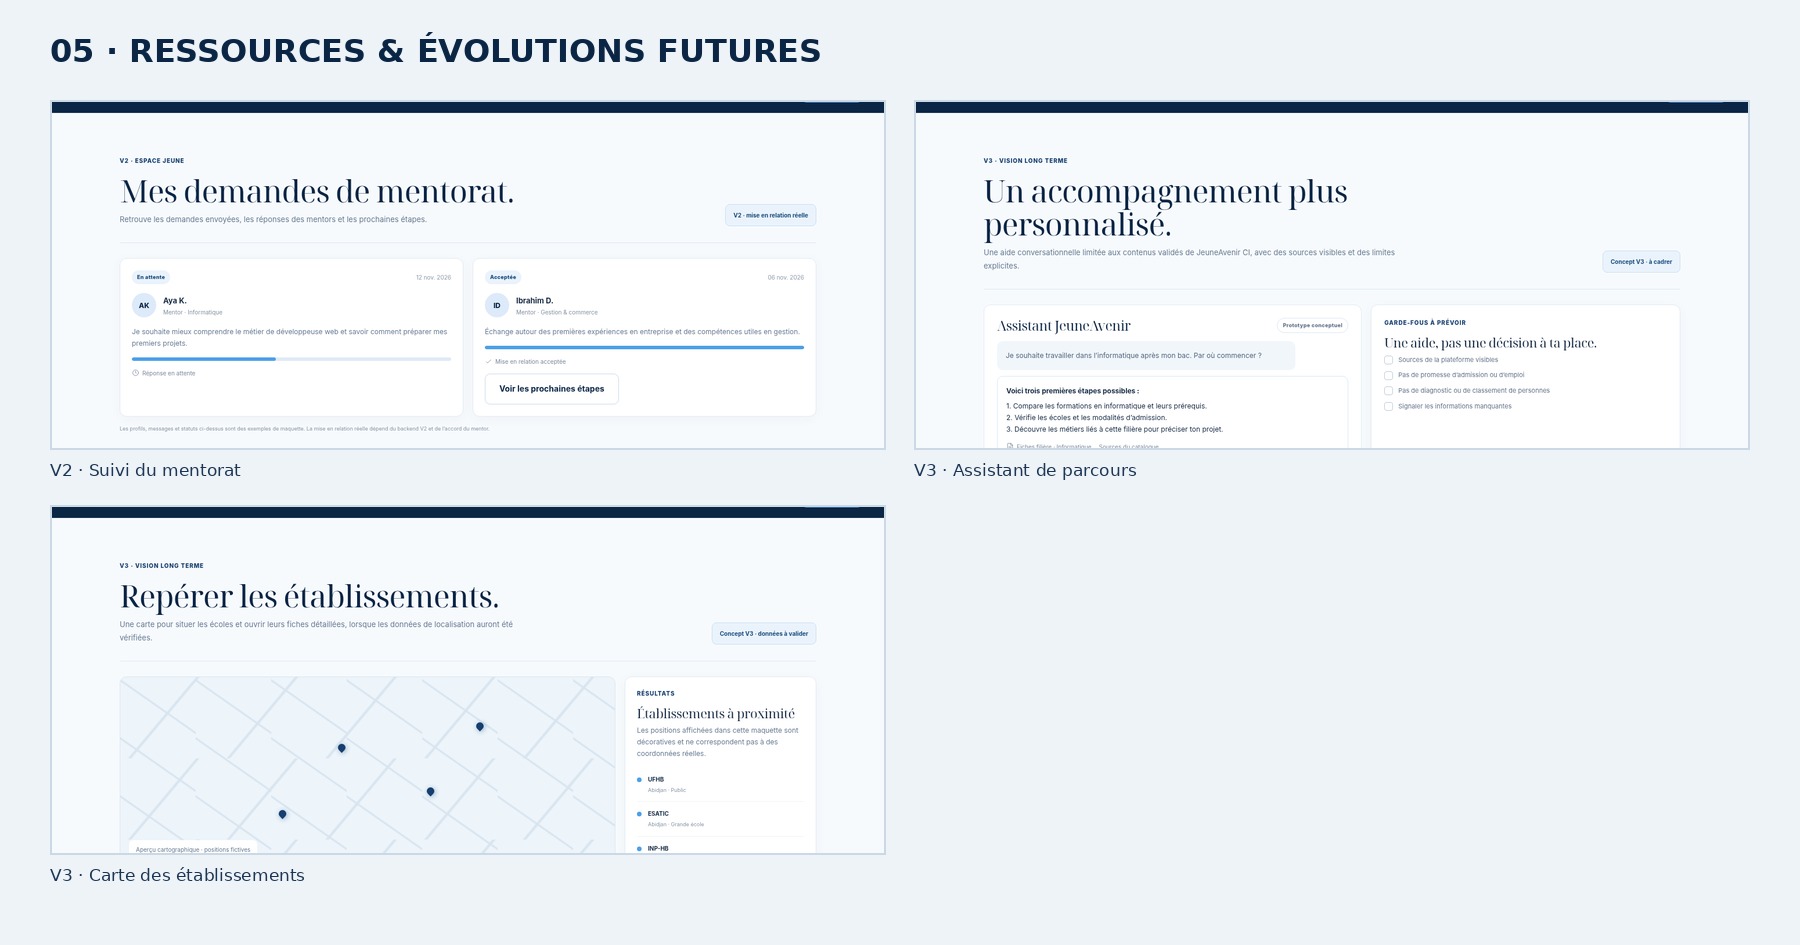 05 · RESSOURCES & ÉVOLUTIONS FUTURES
V2 · ESPACE JEUNE
Mes demandes de mentorat.
Retrouve les demandes envoyées, les réponses des mentors et les prochaines étapes.
V2 · mise en relation réelle
En attente
12 nov. 2026
AK
Aya K.
Mentor · Informatique
Je souhaite mieux comprendre le métier de développeuse web et savoir comment préparer mes
premiers projets.
Réponse en attente
Acceptée
06 nov. 2026
ID
Ibrahim D.
Mentor · Gestion & commerce
Échange autour des premières expériences en entreprise et des compétences utiles en gestion.
Mise en relation acceptée
Voir les prochaines étapes
Les profils, messages et statuts ci-dessus sont des exemples de maquette. La mise en relation réelle dépend du backend V2 et de l'accord du mentor.
V2 · Suivi du mentorat
V3 · VISION LONG TERME
Un accompagnement plus
personnalisé.
Une aide conversationnelle limitée aux contenus validés de JeuneAvenir CI, avec des sources visibles et des limites
explicites.
Concept V3 · à cadrer
Assistant JeuneAvenir
Prototype conceptuel
Je souhaite travailler dans l'informatique après mon bac. Par où commencer ?
Voici trois premières étapes possibles :
1. Compare les formations en informatique et leurs prérequis.
2. Vérifie les écoles et les modalités d'admission.
3. Découvre les métiers liés à cette filière pour préciser ton projet.
Fiches filière · Informatique Sources du catalogue
GARDE-FOUS À PRÉVOIR
Une aide, pas une décision à ta place.
Sources de la plateforme visibles
Pas de promesse d'admission ou d'emploi
Pas de diagnostic ou de classement de personnes
Signaler les informations manquantes
V3 · Assistant de parcours
V3 · VISION LONG TERME
Repérer les établissements.
Une carte pour situer les écoles et ouvrir leurs fiches détaillées, lorsque les données de localisation auront été
vérifiées.
Concept V3 · données à valider
Aperçu cartographique · positions fictives
RÉSULTATS
Établissements à proximité
Les positions affichées dans cette maquette sont
décoratives et ne correspondent pas à des
coordonnées réelles.
UFHB
Abidjan · Public
ESATIC
Abidjan · Grande école
INP-HB
V3 · Carte des établissements